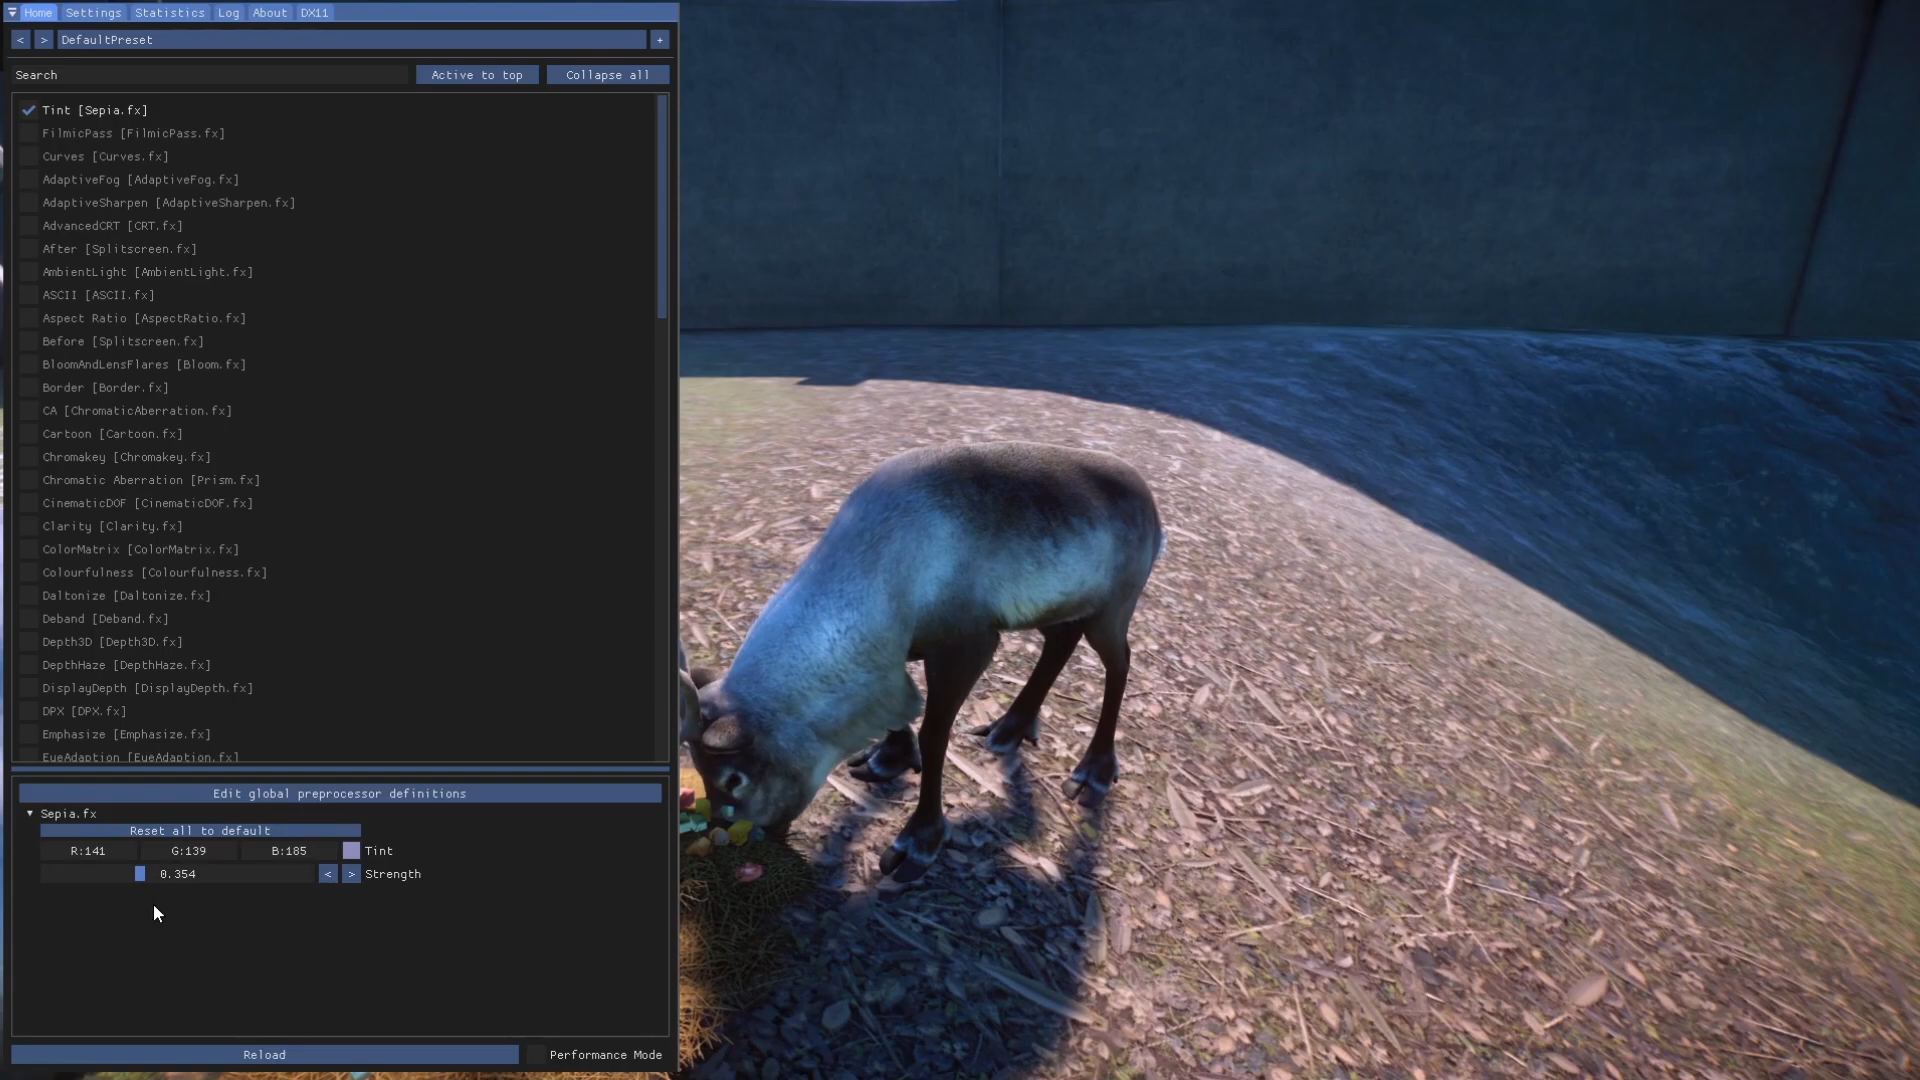 Home Settings Statistics Log About DX11
< > DefaultPreset +
Search Active to top Collapse all
Tint [Sepia.fx]
FilmicPass [FilmicPass.fx]
Curves [Curves.fx]
AdaptiveFog [AdaptiveFog.fx]
AdaptiveSharpen [AdaptiveSharpen.fx]
AdvancedCRT [CRT.fx]
After [Splitscreen.fx]
AmbientLight [AmbientLight.fx]
ASCII [ASCII.fx]
Aspect Ratio [AspectRatio.fx]
Before [Splitscreen.fx]
BloomAndLensFlares [Bloom.fx]
Border [Border.fx]
CA [ChromaticAberration.fx]
Cartoon [Cartoon.fx]
Chromakey [Chromakey.fx]
Chromatic Aberration [Prism.fx]
CinematicDOF [CinematicDOF.fx]
Clarity [Clarity.fx]
ColorMatrix [ColorMatrix.fx]
Colourfulness [Colourfulness.fx]
Daltonize [Daltonize.fx]
Deband [Deband.fx]
Depth3D [Depth3D.fx]
DepthHaze [DepthHaze.fx]
DisplayDepth [DisplayDepth.fx]
DPX [DPX.fx]
Emphasize [Emphasize.fx]
EyeAdaption [EyeAdaption.fx]
Edit global preprocessor definitions
Sepia.fx
Reset all to default
R:141 G:139 B:185 Tint
0.354 < > Strength
Reload Performance Mode